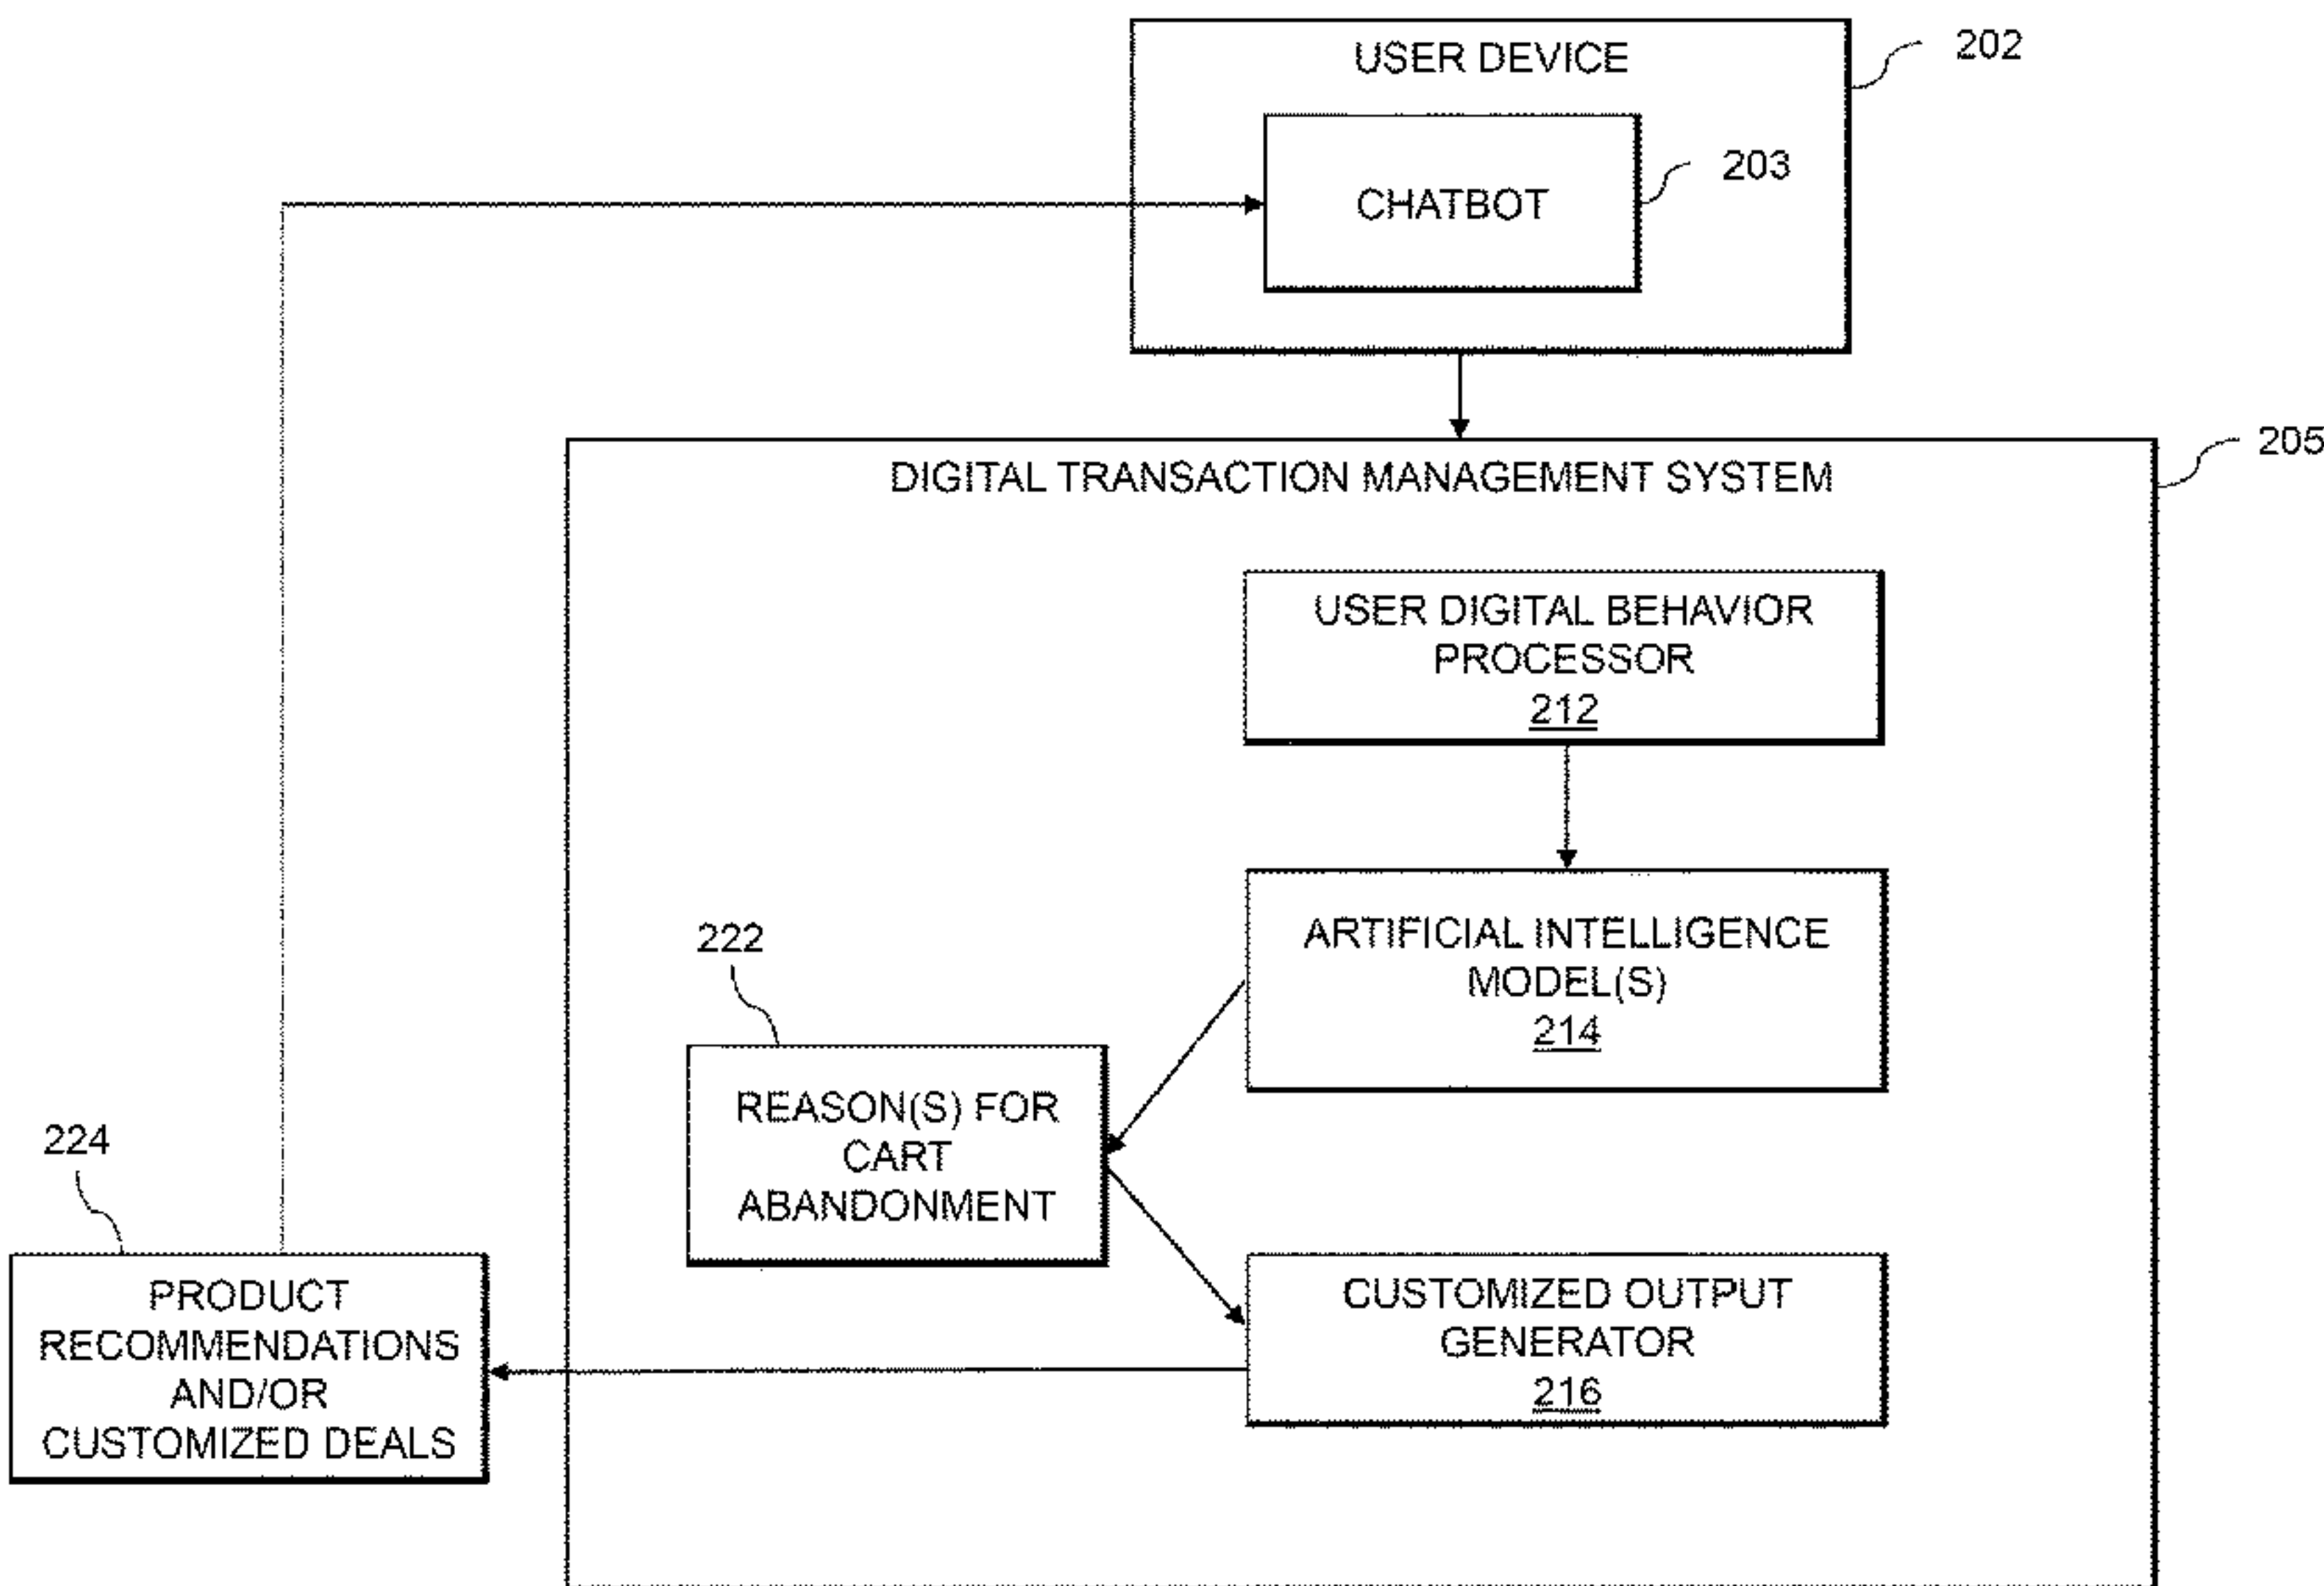 USER DEVICE
202
203
CHATBOT
205
DIGITAL TRANSACTION MANAGEMENT SYSTEM
USER DIGITAL BEHAVIOR
PROCESSOR
212
ARTIFICIAL INTELLIGENCE
MODEL(S)
214
222
REASON(S) FOR
CART
ABANDONMENT
224
PRODUCT
RECOMMENDATIONS
AND/OR
CUSTOMIZED DEALS
CUSTOMIZED OUTPUT
GENERATOR
216